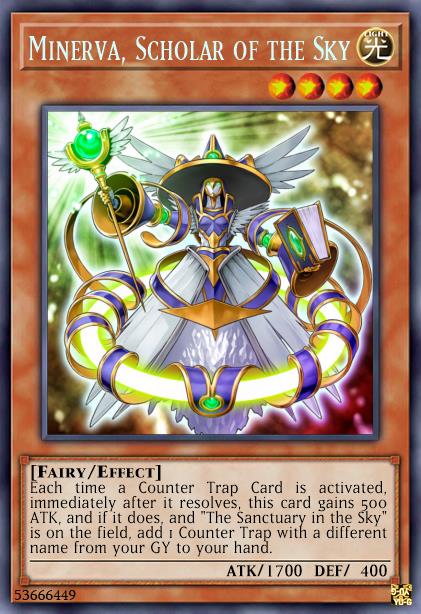 MINERVA, SCHOLAR OF THE SKY
LIGHT
光
[FAIRY/EFFECT]
Each time a Counter Trap Card is activated,
immediately after it resolves, this card gains 500
ATK, and if it does, and "The Sanctuary in the Sky"
is on the field, add 1 Counter Trap with a different
name from your GY to your hand.
ATK/1700 DEF/ 400
53666449